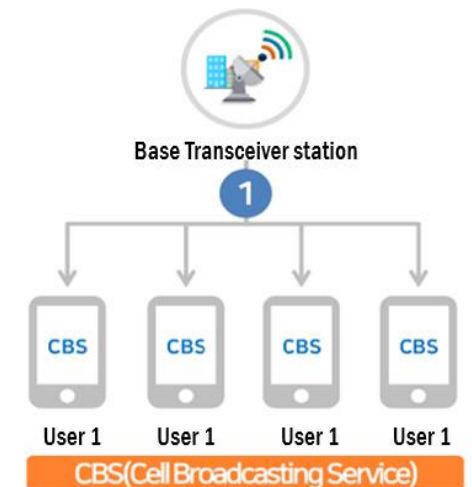 Base Transceiver station
1
CBS CBS CBS CBS
User 1 User 1 User 1 User 1
CBS(Cell Broadcasting Service)